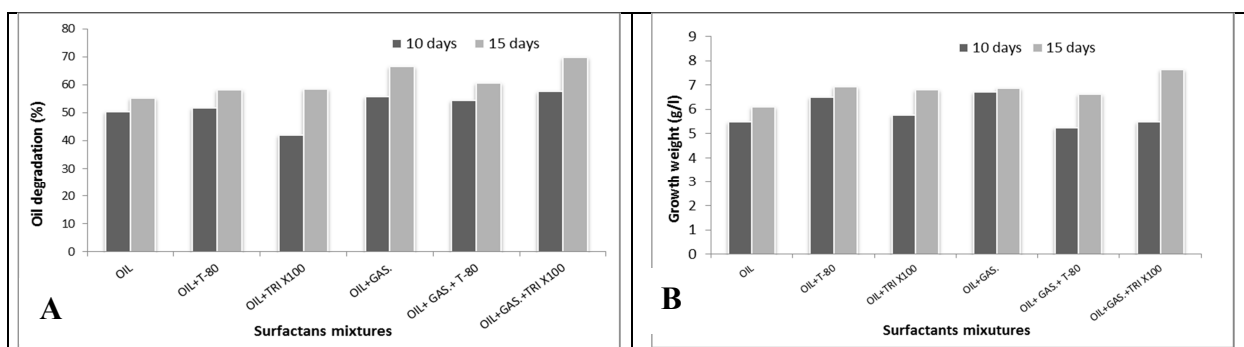 80
70
60
50
40
30
20
10
0
Oil degradation (%)
10 days 15 days
OIL
OIL+T-80
OIL+TRI X100
OIL+GAS.
OIL+ GAS.+ T-80
OIL+GAS.+TRI X100
Surfactans mixtures
A
9
8
7
6
5
4
3
2
1
0
Growth weight (g/l)
10 days 15 days
OIL
OIL+T-80
OIL+TRI X100
OIL+GAS.
OIL+ GAS.+ T-80
OIL+GAS.+TRI X100
Surfactants mixutures
B